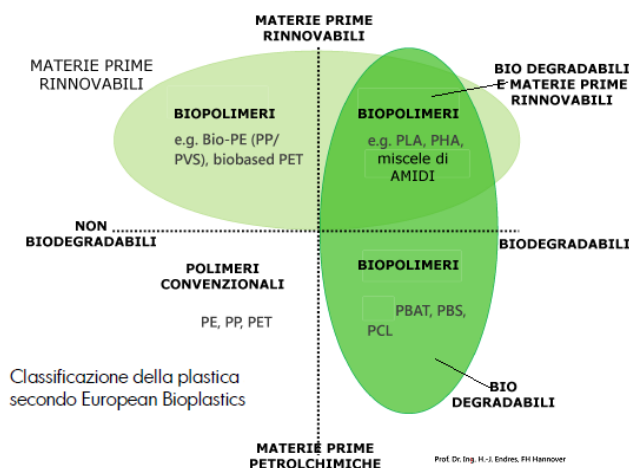 MATERIE PRIME
RINNOVABILI
MATERIE PRIME
RINNOVABILI
BIO DEGRADABILI
E MATERIE PRIME
RINNOVABILI
BIOPOLIMERI
e.g. Bio-PE (PP/
PVS), biobased PET
BIOPOLIMERI
e.g. PLA, PHA,
miscele di
AMIDI
NON
BIODEGRADABILI
BIODEGRADABILI
POLIMERI
CONVENZIONALI
PE, PP, PET
BIOPOLIMERI
PBAT, PBS,
PCL
Classificazione della plastica
secondo European Bioplastics
BIO
DEGRADABILI
MATERIE PRIME
PETROLCHIMICHE
Prof. Dr. Ing. H.-J. Endres, FH Hannover